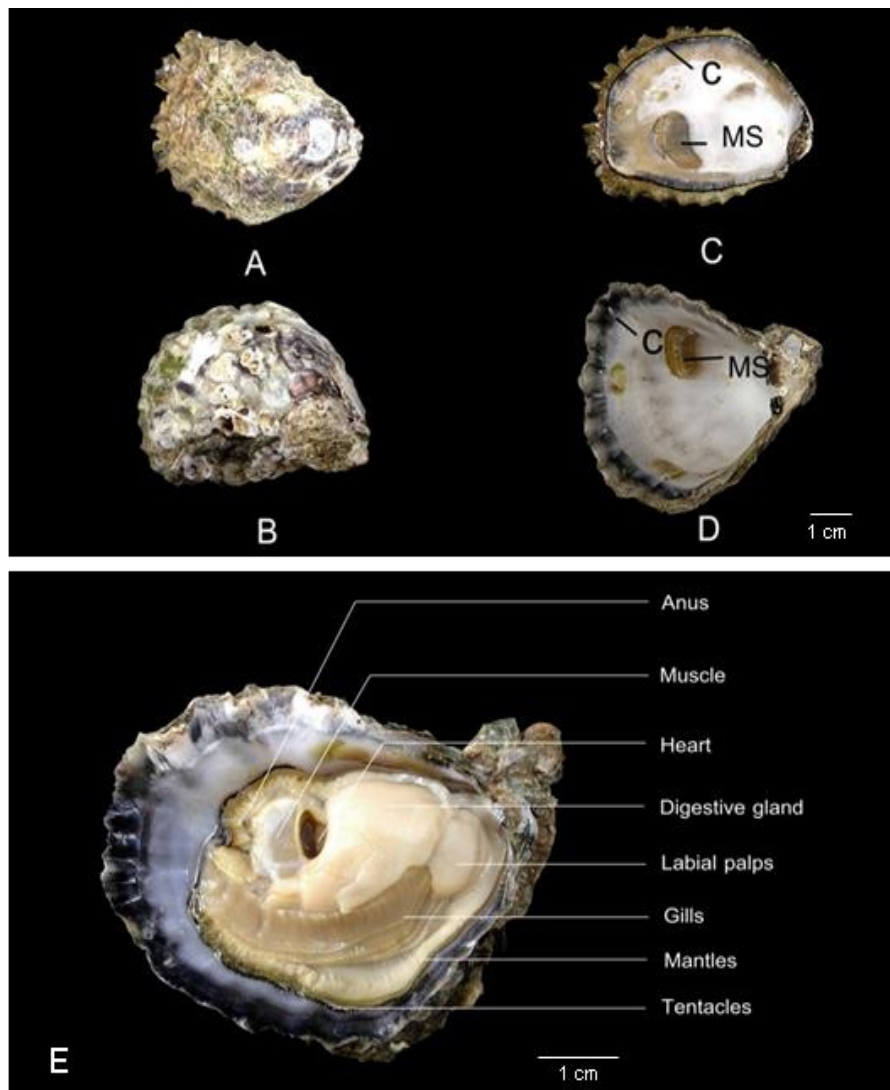 C
MS
A
C
C
MS
B
D
1 cm
Anus
Muscle
Heart
Digestive gland
Labial palps
Gills
Mantles
Tentacles
E
1 cm